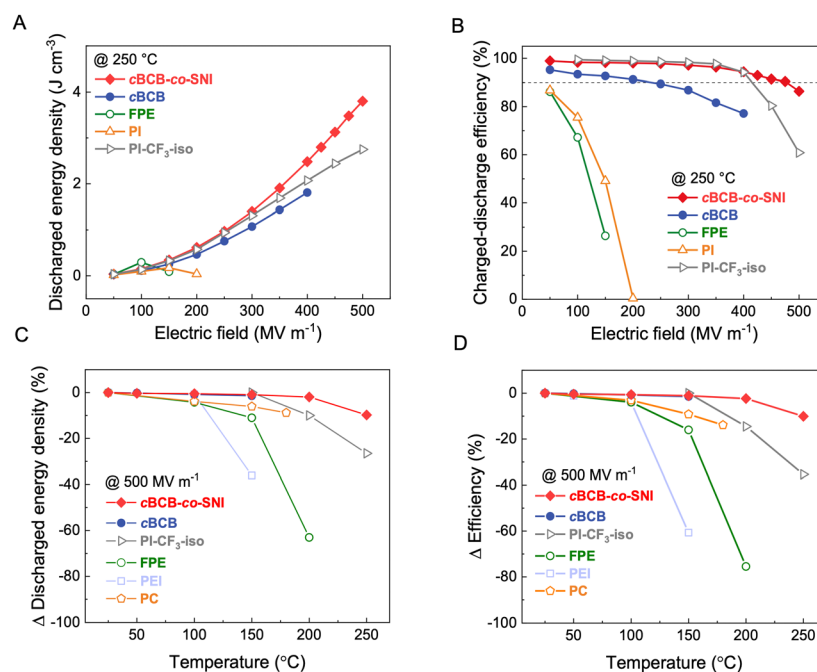 A
@ 250 °C
cBCB-co-SNI
cBCB
FPE
PI
PI-CF₃-iso
Discharged energy density (J cm⁻³)
0
2
4
0 100 200 300 400 500
Electric field (MV m⁻¹)
B
Charged-discharge efficiency (%)
100
80
60
40
20
0
@ 250 °C
cBCB-co-SNI
cBCB
FPE
PI
PI-CF₃-iso
0 100 200 300 400 500
Electric field (MV m⁻¹)
C
Δ Discharged energy density (%)
0
-20
-40
-60
-80
-100
@ 500 MV m⁻¹
cBCB-co-SNI
cBCB
PI-CF₃-iso
FPE
PEI
PC
50 100 150 200 250
Temperature (°C)
D
Δ Efficiency (%)
0
-20
-40
-60
-80
-100
@ 500 MV m⁻¹
cBCB-co-SNI
cBCB
PI-CF₃-iso
FPE
PEI
PC
50 100 150 200 250
Temperature (°C)